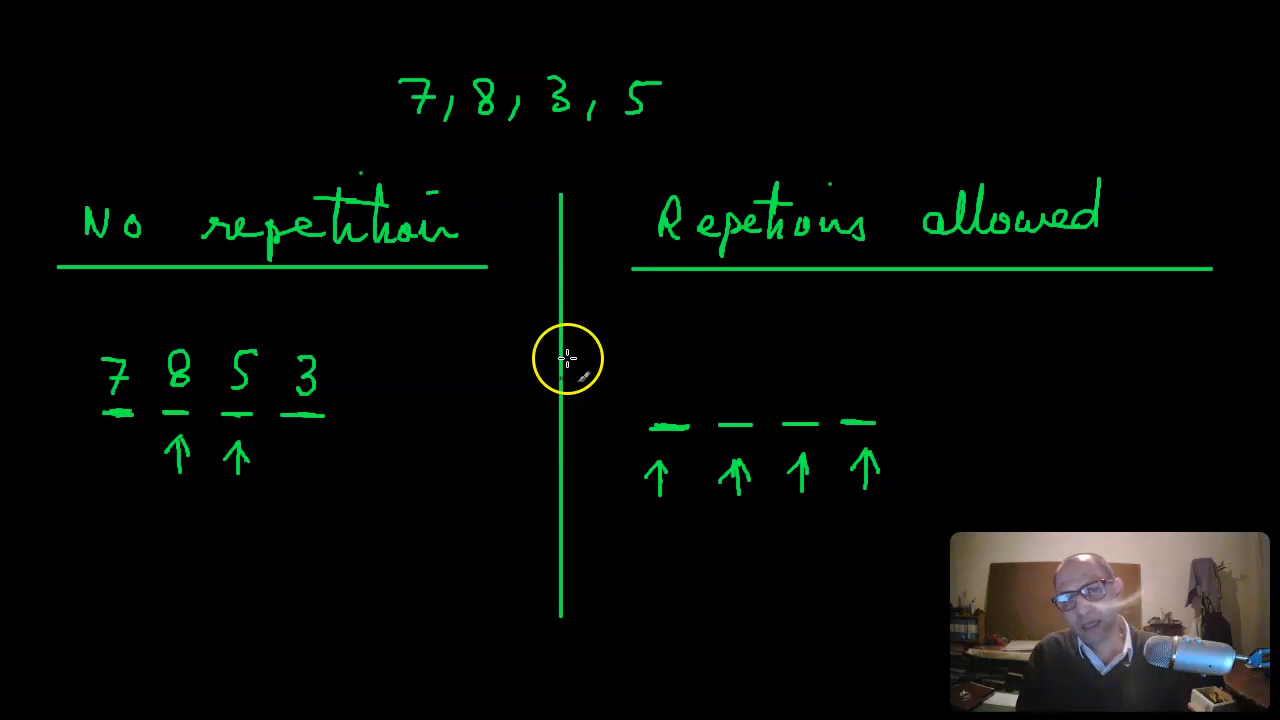 7, 8, 3, 5
No repetition
Repetions allowed
7 8 5 3